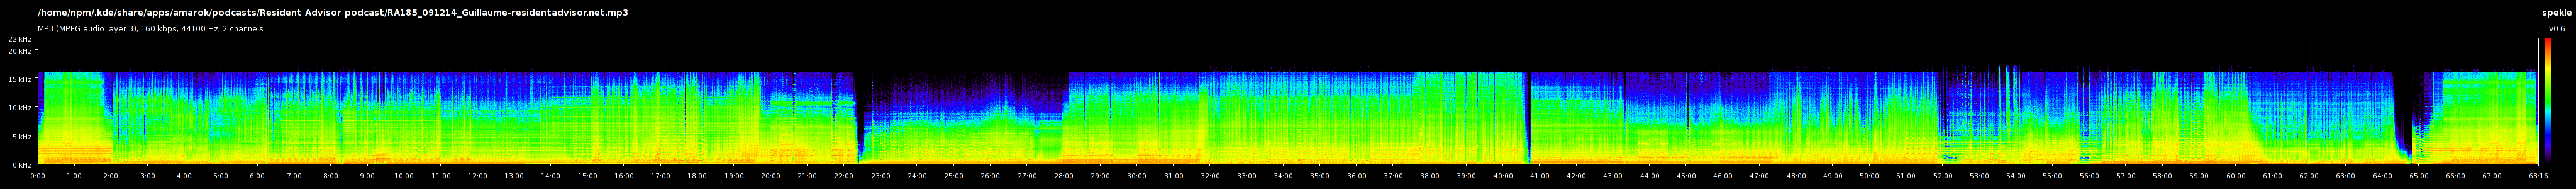 /home/npm/.kde/share/apps/amarok/podcasts/Resident Advisor podcast/RA185_091214_Guillaume-residentadvisor.net.mp3 spekle
MP3 (MPEG audio layer 3), 160 kbps, 44100 Hz, 2 channels v0.6
22 kHz
20 kHz
15 kHz
10 kHz
5 kHz
0 kHz
0:00 1:00 2:00 3:00 4:00 5:00 6:00 7:00 8:00 9:00 10:00 11:00 12:00 13:00 14:00 15:00 16:00 17:00 18:00 19:00 20:00 21:00 22:00 23:00 24:00 25:00 26:00 27:00 28:00 29:00 30:00 31:00 32:00 33:00 34:00 35:00 36:00 37:00 38:00 39:00 40:00 41:00 42:00 43:00 44:00 45:00 46:00 47:00 48:00 49:00 50:00 51:00 52:00 53:00 54:00 55:00 56:00 57:00 58:00 59:00 60:00 61:00 62:00 63:00 64:00 65:00 66:00 67:00 68:16